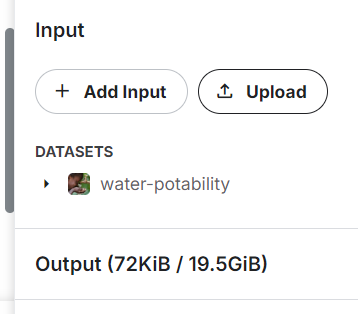 Input
+ Add Input Upload
DATASETS
water-potability
Output (72KiB / 19.5GiB)